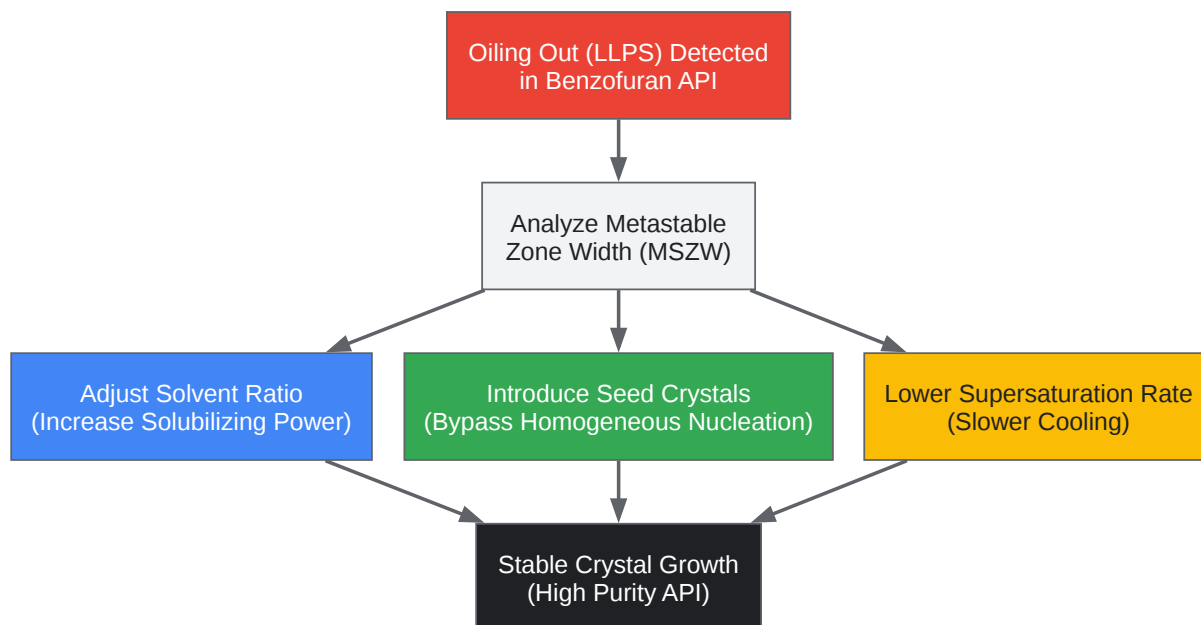 Oiling Out (LLPS) Detected
in Benzofuran API
Analyze Metastable
Zone Width (MSZW)
Adjust Solvent Ratio
(Increase Solubilizing Power)
Introduce Seed Crystals
(Bypass Homogeneous Nucleation)
Lower Supersaturation Rate
(Slower Cooling)
Stable Crystal Growth
(High Purity API)